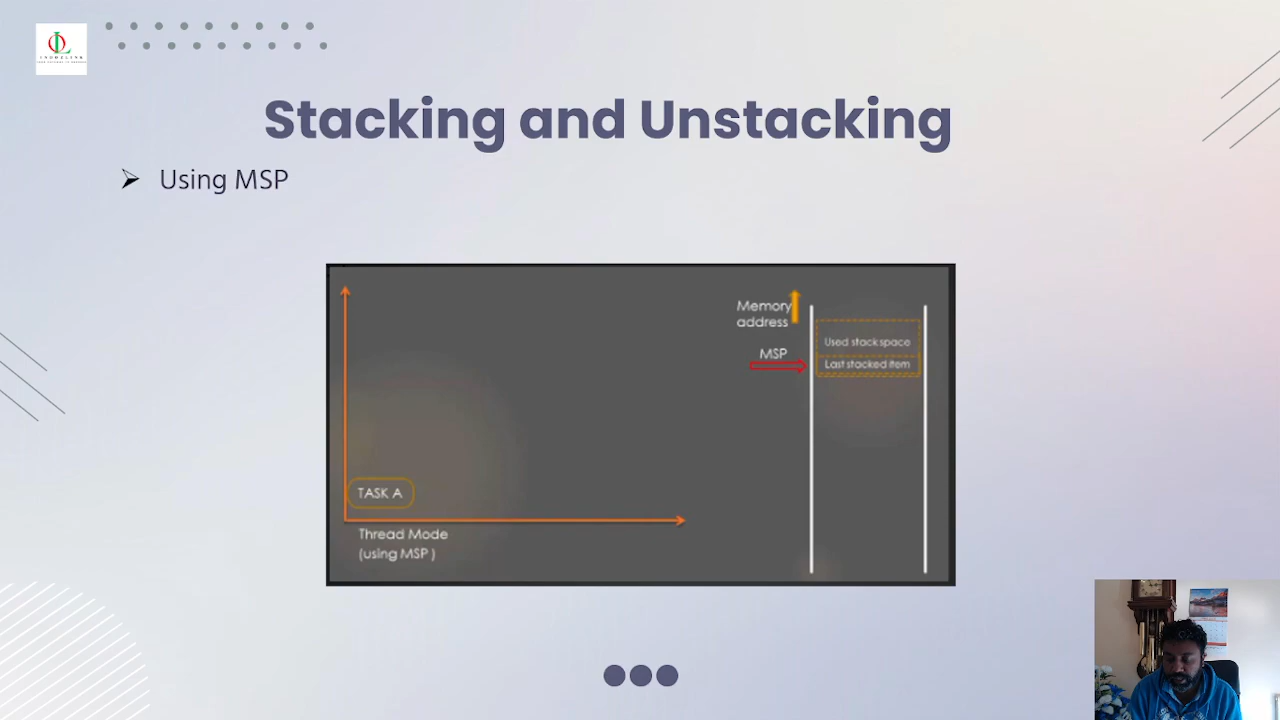 Stacking and Unstacking
Using MSP
Memory
address
Used stack space
MSP
Last stacked item
TASK A
Thread Mode
(using MSP )